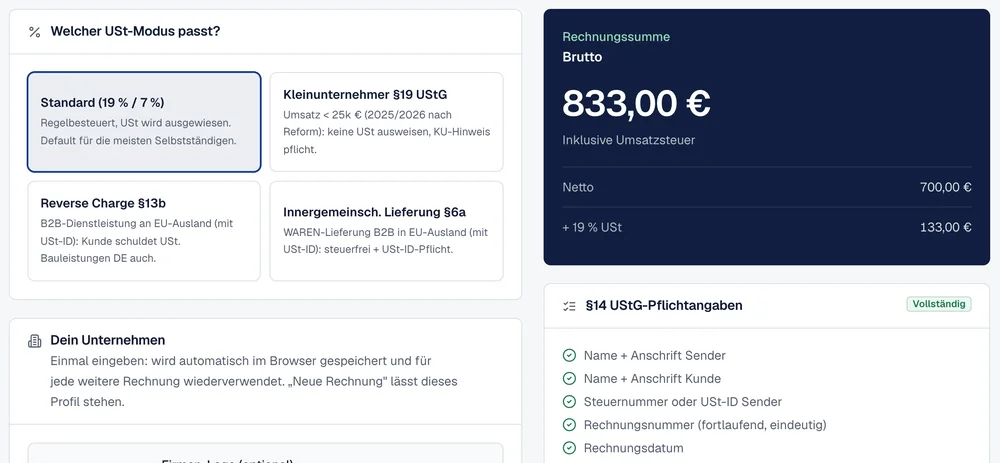 Welcher USt-Modus passt?
Standard (19 % / 7 %)
Regelbesteuert, USt wird ausgewiesen.
Default für die meisten Selbstständigen.
Kleinunternehmer §19 UStG
Umsatz < 25k € (2025/2026 nach
Reform): keine USt ausweisen, KU-Hinweis
pflicht.
Reverse Charge §13b
B2B-Dienstleistung an EU-Ausland (mit
USt-ID): Kunde schuldet USt.
Bauleistungen DE auch.
Innergemeinsch. Lieferung §6a
WAREN-Lieferung B2B in EU-Ausland (mit
USt-ID): steuerfrei + USt-ID-Pflicht.
Dein Unternehmen
Einmal eingeben: wird automatisch im Browser gespeichert und für
jede weitere Rechnung wiederverwendet. „Neue Rechnung" lässt dieses
Profil stehen.
Firmen-Logo (optional)
Rechnungssumme
Brutto
833,00 €
Inklusive Umsatzsteuer
Netto 700,00 €
+ 19 % USt 133,00 €
§14 UStG-Pflichtangaben Vollständig
Name + Anschrift Sender
Name + Anschrift Kunde
Steuernummer oder USt-ID Sender
Rechnungsnummer (fortlaufend, eindeutig)
Rechnungsdatum